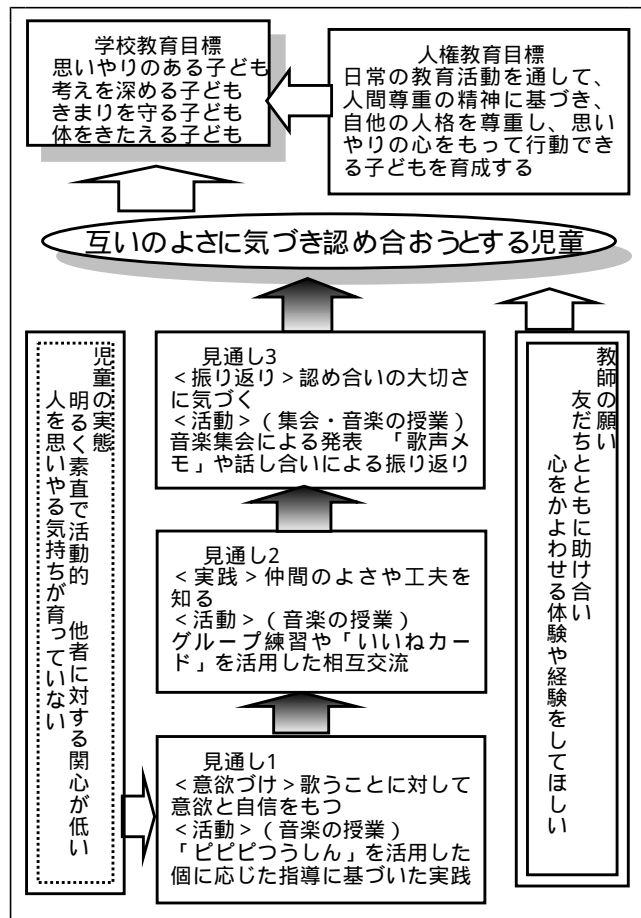 学校教育目標
思いやりのある子ども
考えを深める子ども
きまりを守る子ども
体をきたえる子ども
人権教育目標
日常の教育活動を通して、
人間尊重の精神に基づき、
自他の人格を尊重し、思い
やりの心をもって行動でき
る子どもを育成する
互いのよさに気づき認め合おうとする児童
児童の実態
明るく素直で活動的　他者に対する関心が低い
人を思いやる気持ちが育っていない
見通し3
＜振り返り＞認め合いの大切さ
に気づく
＜活動＞（集会・音楽の授業）
音楽集会による発表　「歌声メ
モ」や話し合いによる振り返り
見通し2
＜実践＞仲間のよさや工夫を
知る
＜活動＞（音楽の授業）
グループ練習や「いいねカー
ド」を活用した相互交流
見通し1
＜意欲づけ＞歌うことに対して
意欲と自信をもつ
＜活動＞（音楽の授業）
「ピピピつうしん」を活用した
個に応じた指導に基づいた実践
教師の願い
友だちとともに助け合い
心をかよわせる体験や経験をしてほしい